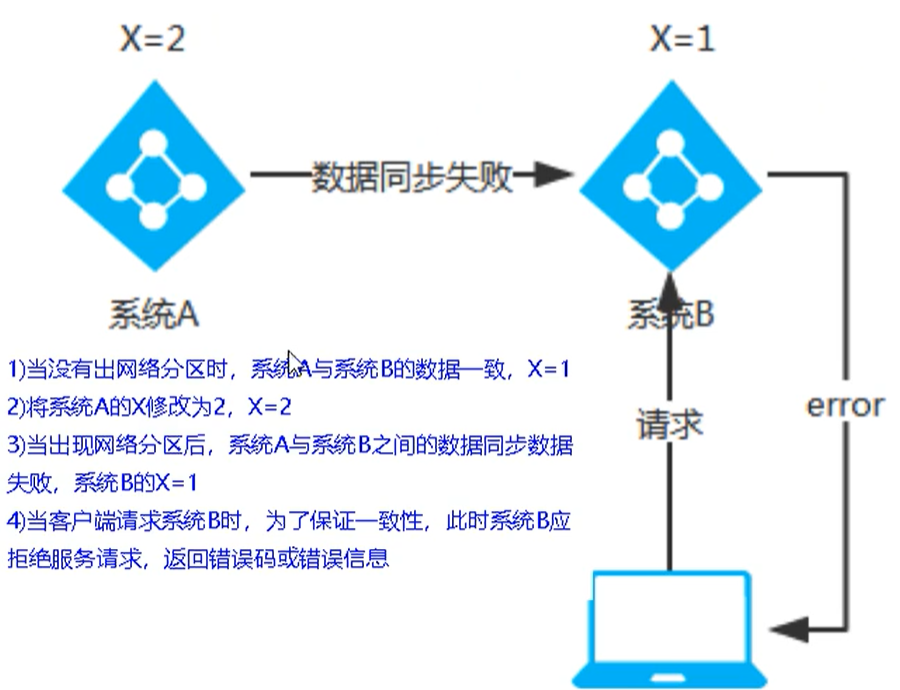 X=2
X=1
数据同步失败
系统A
系统B
1)当没有出网络分区时，系统A与系统B的数据一致，X=1
2)将系统A的X修改为2，X=2
3)当出现网络分区后，系统A与系统B之间的数据同步数据
失败，系统B的X=1
4)当客户端请求系统B时，为了保证一致性，此时系统B应
拒绝服务请求，返回错误码或错误信息
请求
error